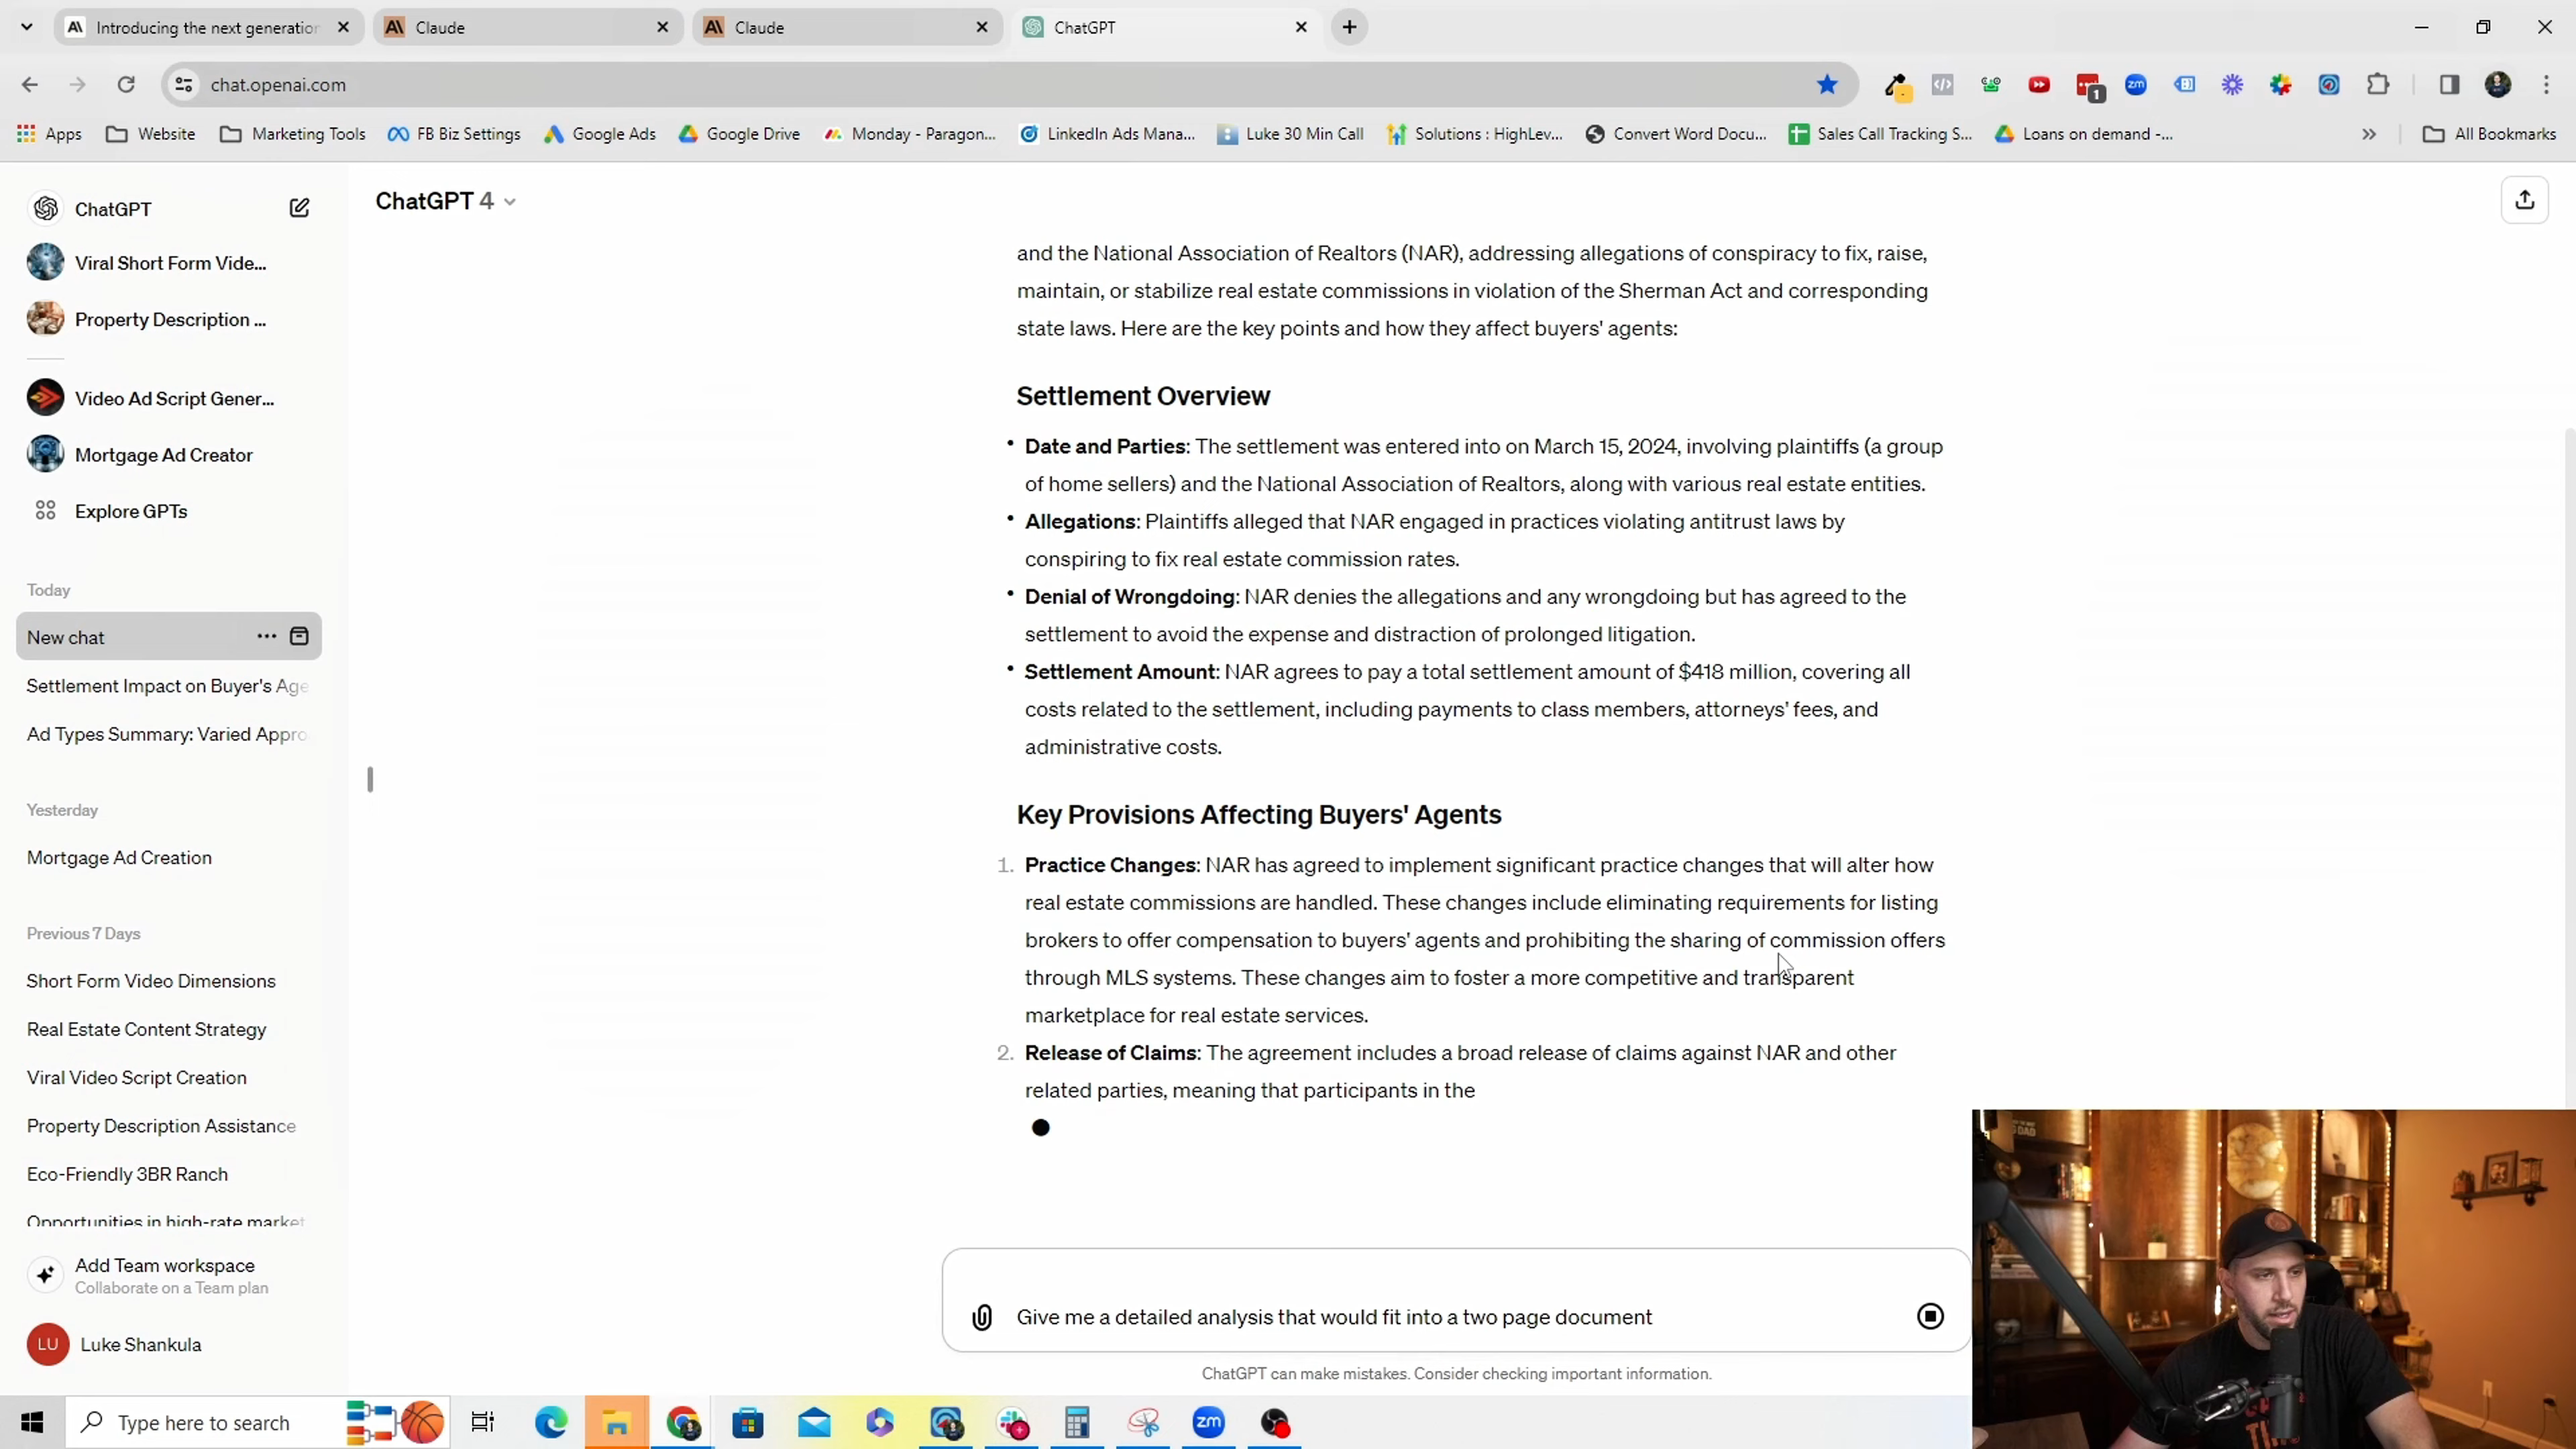 Introducing the next generation
Claude
Claude
ChatGPT
chat.openai.com
1
zm
Apps
Website
Marketing Tools
FB Biz Settings
Google Ads
Google Drive
Monday - Paragon...
LinkedIn Ads Mana...
Luke 30 Min Call
Solutions : HighLev...
Convert Word Docu...
Sales Call Tracking S...
Loans on demand -...
All Bookmarks
ChatGPT
Viral Short Form Vide...
Property Description ...
Video Ad Script Gener...
Mortgage Ad Creator
Explore GPTs
Today
New chat
Settlement Impact on Buyer's Age
Ad Types Summary: Varied Appro
Yesterday
Mortgage Ad Creation
Previous 7 Days
Short Form Video Dimensions
Real Estate Content Strategy
Viral Video Script Creation
Property Description Assistance
Eco-Friendly 3BR Ranch
Opportunities in high-rate market
Add Team workspace
Collaborate on a Team plan
LU
Luke Shankula
ChatGPT 4
and the National Association of Realtors (NAR), addressing allegations of conspiracy to fix, raise,
maintain, or stabilize real estate commissions in violation of the Sherman Act and corresponding
state laws. Here are the key points and how they affect buyers' agents:
Settlement Overview
• Date and Parties: The settlement was entered into on March 15, 2024, involving plaintiffs (a group
of home sellers) and the National Association of Realtors, along with various real estate entities.
• Allegations: Plaintiffs alleged that NAR engaged in practices violating antitrust laws by
conspiring to fix real estate commission rates.
• Denial of Wrongdoing: NAR denies the allegations and any wrongdoing but has agreed to the
settlement to avoid the expense and distraction of prolonged litigation.
• Settlement Amount: NAR agrees to pay a total settlement amount of $418 million, covering all
costs related to the settlement, including payments to class members, attorneys' fees, and
administrative costs.
Key Provisions Affecting Buyers' Agents
1. Practice Changes: NAR has agreed to implement significant practice changes that will alter how
real estate commissions are handled. These changes include eliminating requirements for listing
brokers to offer compensation to buyers' agents and prohibiting the sharing of commission offers
through MLS systems. These changes aim to foster a more competitive and transparent
marketplace for real estate services.
2. Release of Claims: The agreement includes a broad release of claims against NAR and other
related parties, meaning that participants in the
Give me a detailed analysis that would fit into a two page document
ChatGPT can make mistakes. Consider checking important information.
Type here to search
zm